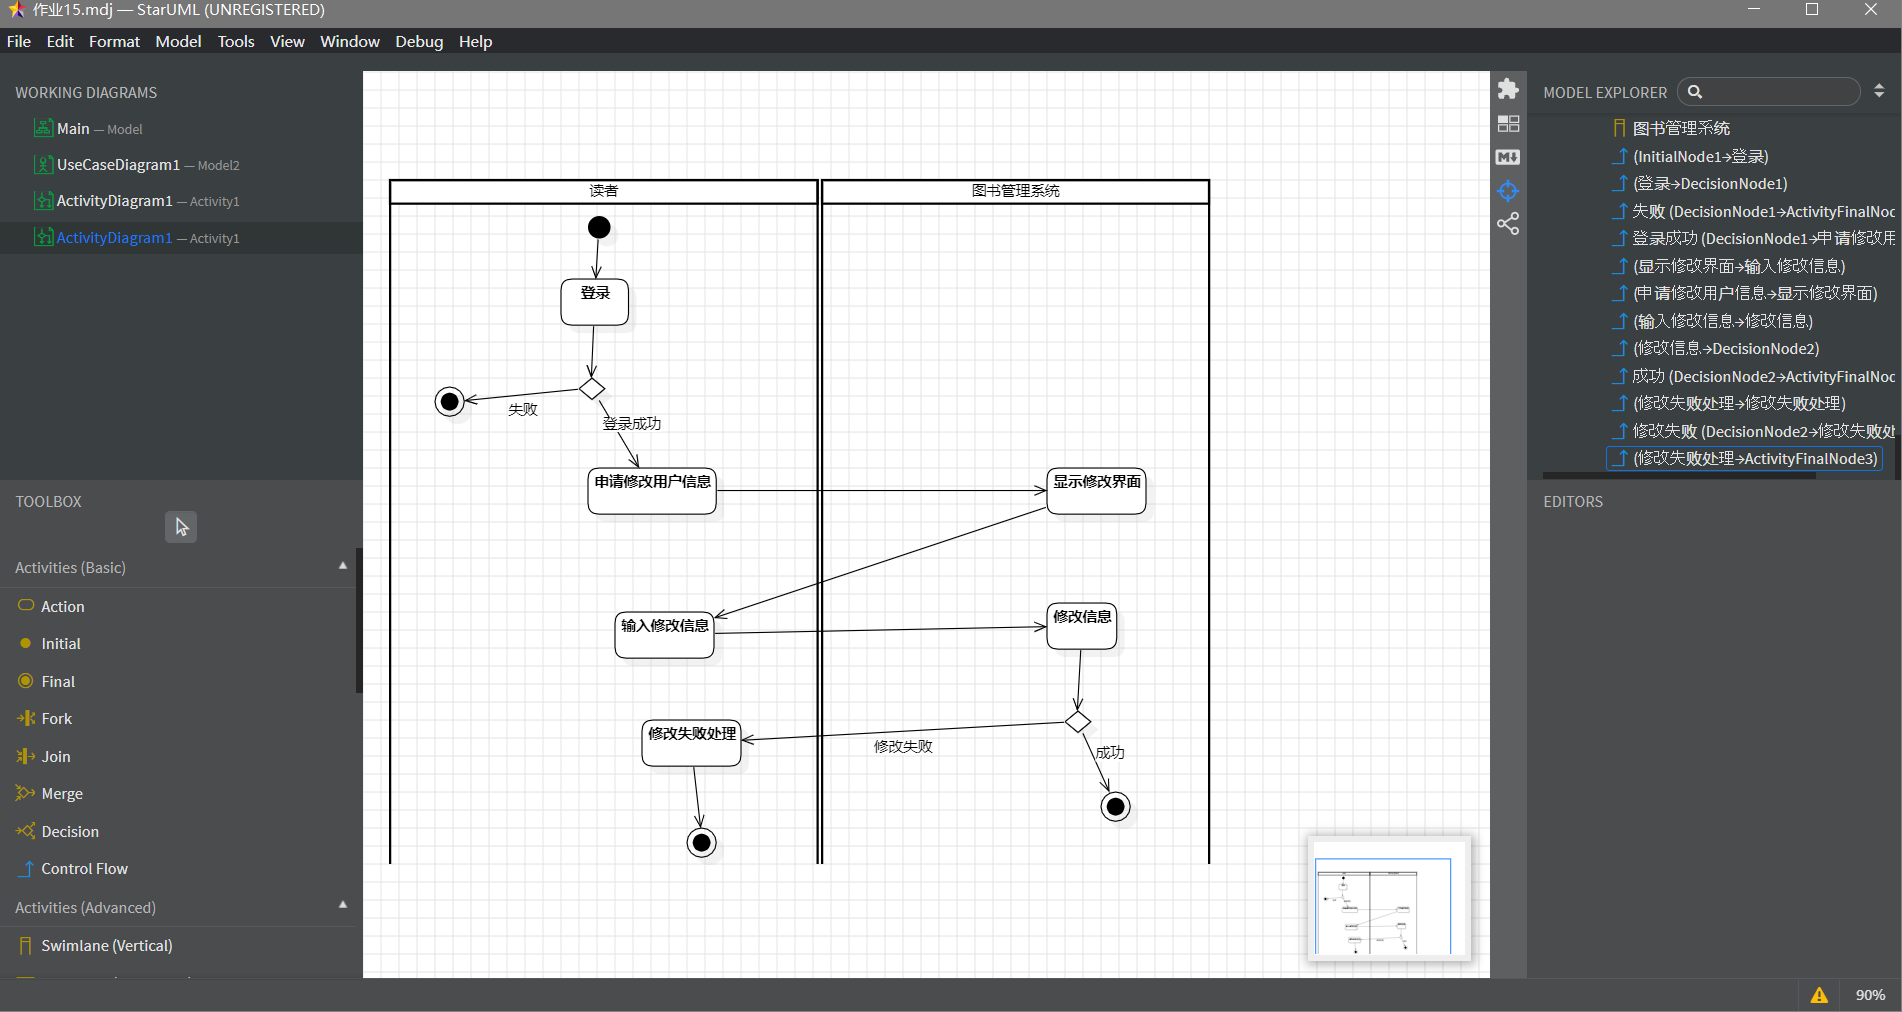 作业15.mdj — StarUML (UNREGISTERED)
File Edit Format Model Tools View Window Debug Help
WORKING DIAGRAMS
Main — Model
UseCaseDiagram1 — Model2
ActivityDiagram1 — Activity1
ActivityDiagram1 — Activity1
TOOLBOX
Activities (Basic)
Action
Initial
Final
Fork
Join
Merge
Decision
Control Flow
Activities (Advanced)
Swimlane (Vertical)
读者
图书管理系统
登录
失败
登录成功
申请修改用户信息
显示修改界面
输入修改信息
修改信息
修改失败处理
修改失败
成功
MODEL EXPLORER
图书管理系统
(InitialNode1→登录)
(登录→DecisionNode1)
失败 (DecisionNode1→ActivityFinalNod
登录成功 (DecisionNode1→申请修改用
(显示修改界面→输入修改信息)
(申请修改用户信息→显示修改界面)
(输入修改信息→修改信息)
(修改信息→DecisionNode2)
成功 (DecisionNode2→ActivityFinalNod
(修改失败处理→修改失败处理)
修改失败 (DecisionNode2→修改失败处
(修改失败处理→ActivityFinalNode3)
EDITORS
M↓
90%